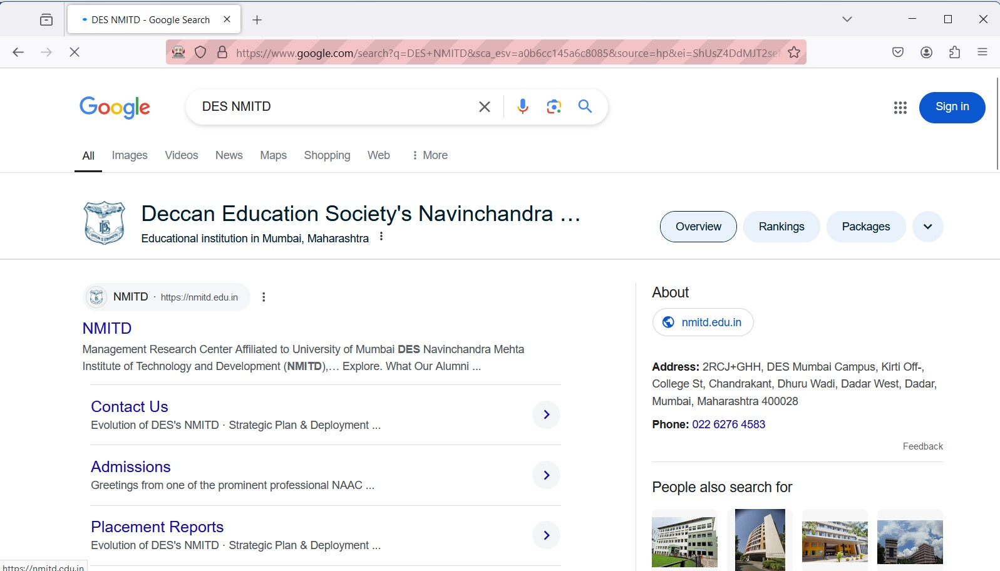 DES NMITD - Google Search
https://www.google.com/search?q=DES+NMITD&sca_esv=a0b6cc145a6c8085&source=hp&ei=ShUsZ4DdMJT2se
Google
DES NMITD
Sign in
All Images Videos News Maps Shopping Web More
Deccan Education Society's Navinchandra ...
Educational institution in Mumbai, Maharashtra
Overview Rankings Packages
NMITD · https://nmitd.edu.in
NMITD
Management Research Center Affiliated to University of Mumbai DES Navinchandra Mehta
Institute of Technology and Development (NMITD),... Explore. What Our Alumni ...
Contact Us
Evolution of DES's NMITD · Strategic Plan & Deployment ...
Admissions
Greetings from one of the prominent professional NAAC ...
Placement Reports
Evolution of DES's NMITD · Strategic Plan & Deployment ...
About
nmitd.edu.in
Address: 2RCJ+GHH, DES Mumbai Campus, Kirti Off-,
College St, Chandrakant, Dhuru Wadi, Dadar West, Dadar,
Mumbai, Maharashtra 400028
Phone: 022 6276 4583
Feedback
People also search for
https://nmitd.edu.in